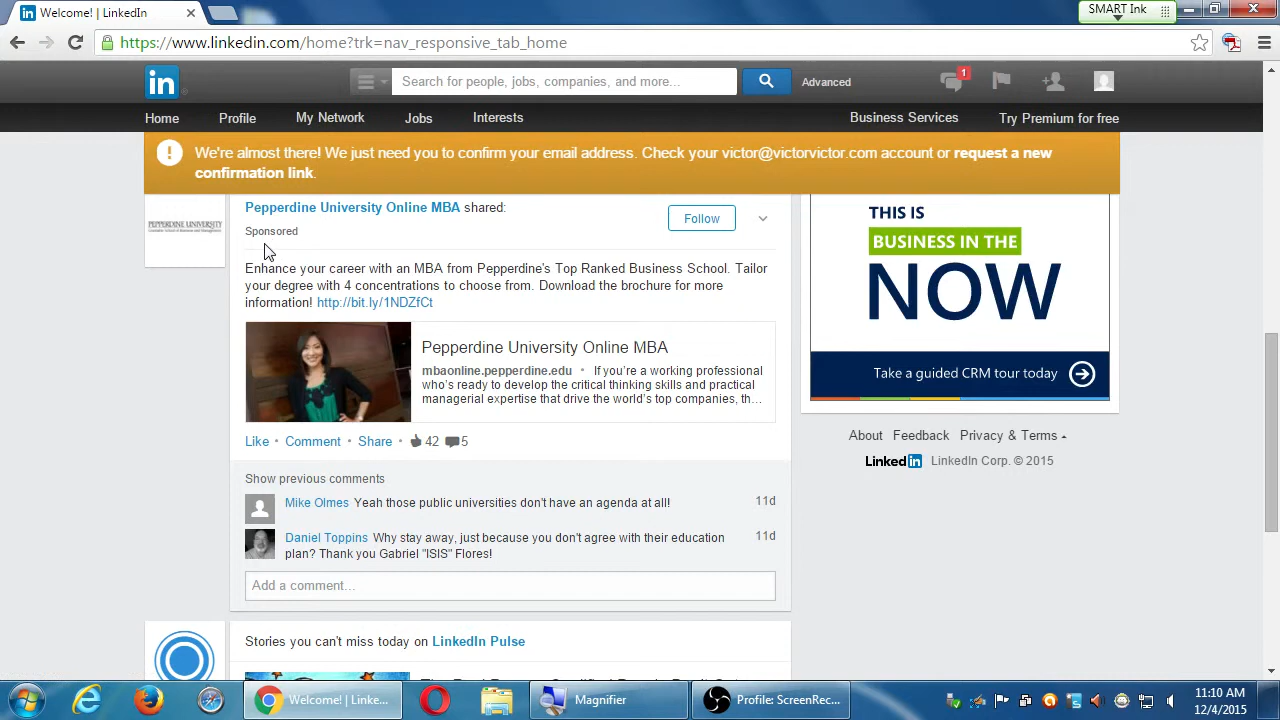 Welcome! | LinkedIn
SMART Ink
https://www.linkedin.com/home?trk=nav_responsive_tab_home
in
Search for people, jobs, companies, and more...
Advanced
1
Home
Profile
My Network
Jobs
Interests
Business Services
Try Premium for free
We're almost there! We just need you to confirm your email address. Check your victor@victorvictor.com account or request a new
confirmation link.
PEPPERDINE UNIVERSITY
Pepperdine University Online MBA shared:
Sponsored
Follow
Enhance your career with an MBA from Pepperdine's Top Ranked Business School. Tailor
your degree with 4 concentrations to choose from. Download the brochure for more
information! http://bit.ly/1NDZfCt
Pepperdine University Online MBA
mbaonline.pepperdine.edu • If you're a working professional
who's ready to develop the critical thinking skills and practical
managerial expertise that drive the world's top companies, th...
Like • Comment • Share • 42 5
Show previous comments
Mike Olmes Yeah those public universities don't have an agenda at all!
11d
Daniel Toppins Why stay away, just because you don't agree with their education
plan? Thank you Gabriel "ISIS" Flores!
11d
Add a comment...
Stories you can't miss today on LinkedIn Pulse
THIS IS
BUSINESS IN THE
NOW
Take a guided CRM tour today
About Feedback Privacy & Terms
LinkedIn LinkedIn Corp. © 2015
Welcome! | Linke...
Magnifier
Profile: ScreenRec...
11:10 AM
12/4/2015